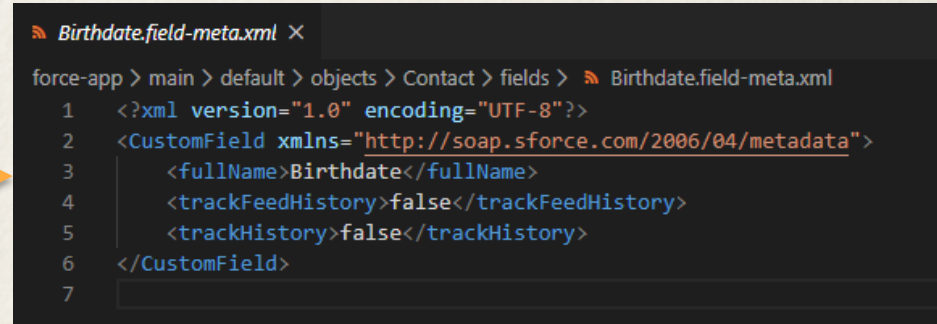 Birthdate.field-meta.xml ×
force-app > main > default > objects > Contact > fields > Birthdate.field-meta.xml
1 <?xml version="1.0" encoding="UTF-8"?>
2 <CustomField xmlns="http://soap.sforce.com/2006/04/metadata">
3 <fullName>Birthdate</fullName>
4 <trackFeedHistory>false</trackFeedHistory>
5 <trackHistory>false</trackHistory>
6 </CustomField>
7